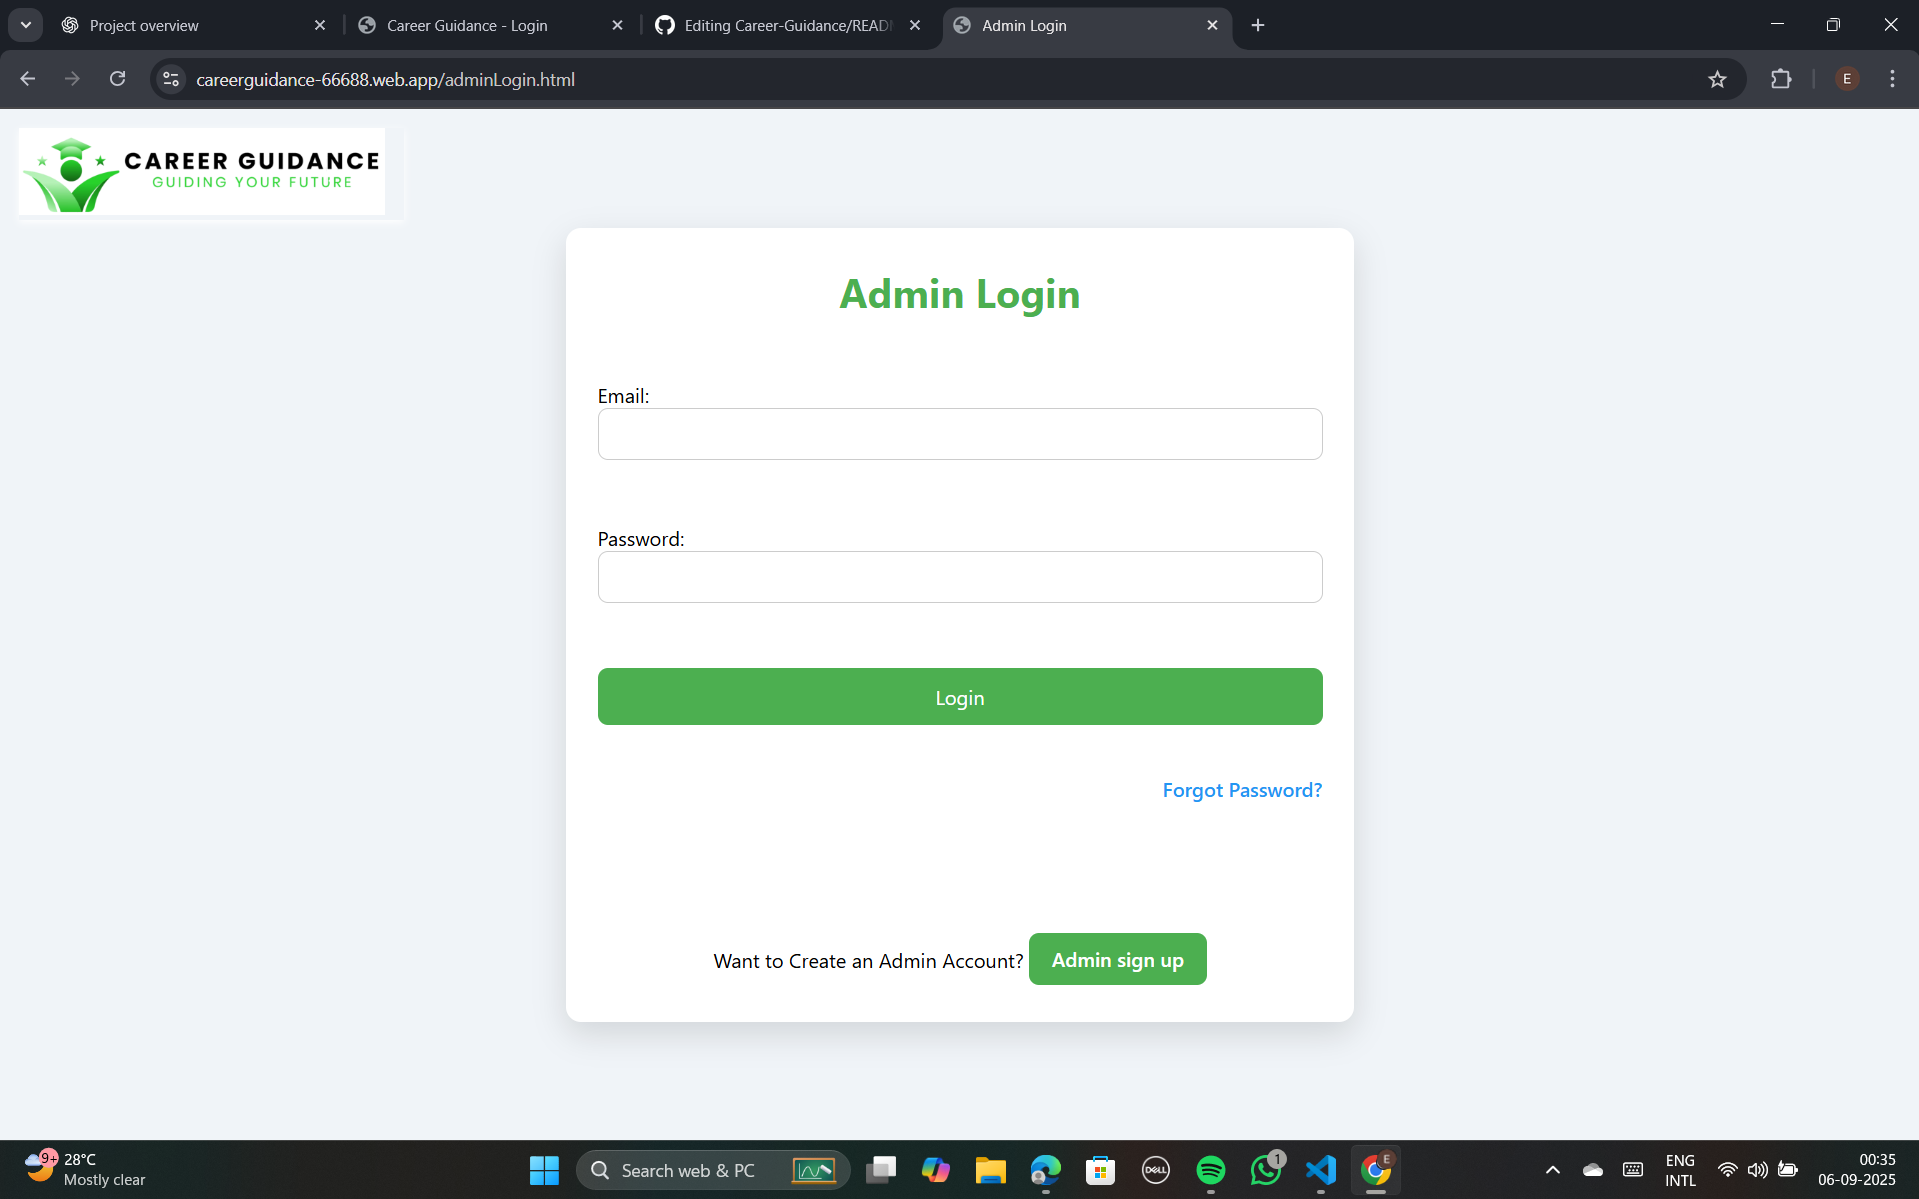 Project overview
Career Guidance - Login
Editing Career-Guidance/READ
Admin Login
careerguidance-66688.web.app/adminLogin.html
E
CAREER GUIDANCE
GUIDING YOUR FUTURE
Admin Login
Email:
Password:
Login
Forgot Password?
Want to Create an Admin Account? Admin sign up
9+
28°C
Mostly clear
Search web & PC
DELL
1
E
ENG
INTL
00:35
06-09-2025